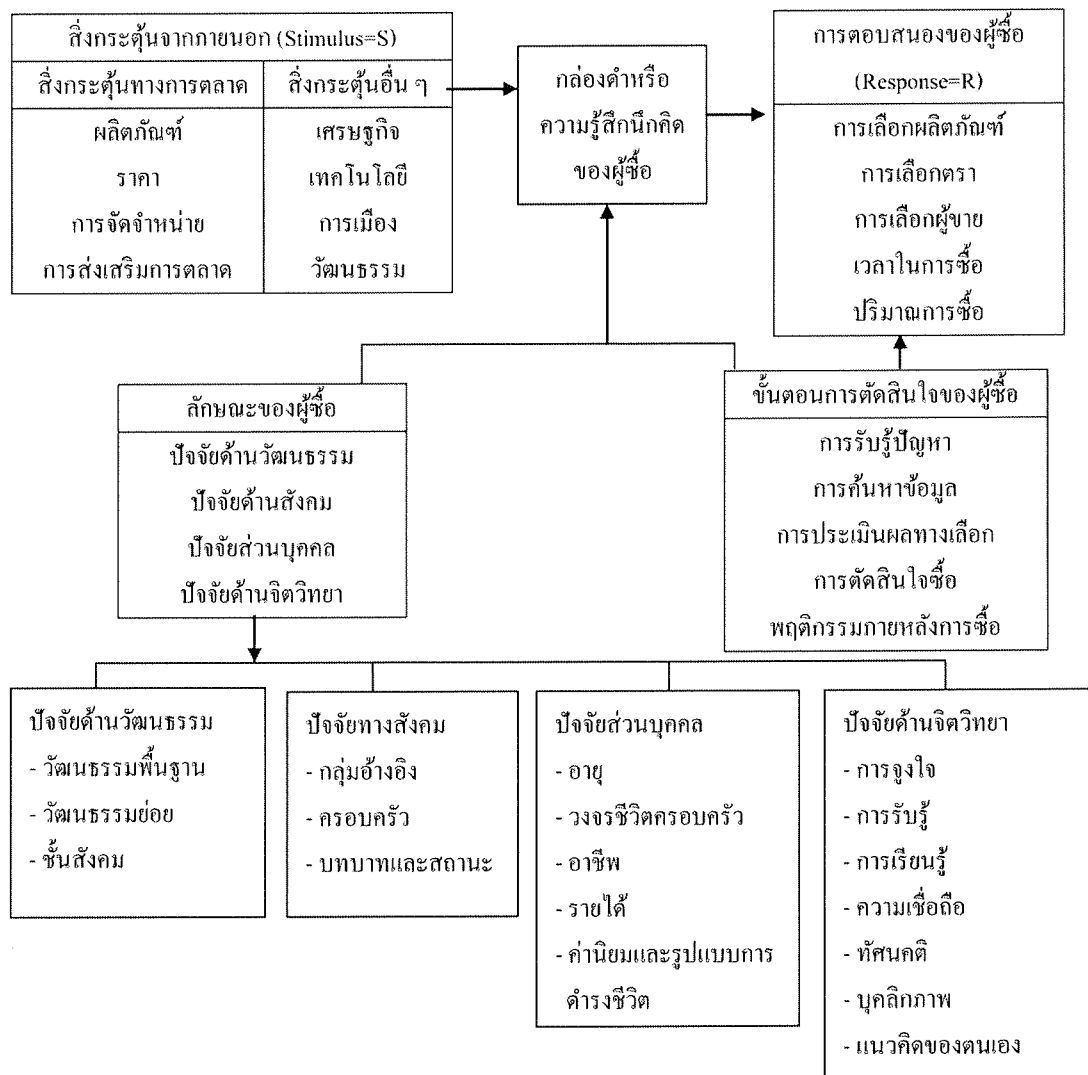 สิ่งกระตุ้นจากภายนอก (Stimulus=S)
สิ่งกระตุ้นทางการตลาด
ผลิตภัณฑ์
ราคา
การจัดจำหน่าย
การส่งเสริมการตลาด
สิ่งกระตุ้นอื่น ๆ
เศรษฐกิจ
เทคโนโลยี
การเมือง
วัฒนธรรม
กล่องดำหรือ
ความรู้สึกนึกคิด
ของผู้ซื้อ
การตอบสนองของผู้ซื้อ
(Response=R)
การเลือกผลิตภัณฑ์
การเลือกตรา
การเลือกผู้ขาย
เวลาในการซื้อ
ปริมาณการซื้อ
ลักษณะของผู้ซื้อ
ปัจจัยด้านวัฒนธรรม
ปัจจัยด้านสังคม
ปัจจัยส่วนบุคคล
ปัจจัยด้านจิตวิทยา
ขั้นตอนการตัดสินใจของผู้ซื้อ
การรับรู้ปัญหา
การค้นหาข้อมูล
การประเมินผลทางเลือก
การตัดสินใจซื้อ
พฤติกรรมภายหลังการซื้อ
ปัจจัยด้านวัฒนธรรม
- วัฒนธรรมพื้นฐาน
- วัฒนธรรมย่อย
- ชั้นสังคม
ปัจจัยทางสังคม
- กลุ่มอ้างอิง
- ครอบครัว
- บทบาทและสถานะ
ปัจจัยส่วนบุคคล
- อายุ
- วงจรชีวิตครอบครัว
- อาชีพ
- รายได้
- ค่านิยมและรูปแบบการ
ดำรงชีวิต
ปัจจัยด้านจิตวิทยา
- การจูงใจ
- การรับรู้
- การเรียนรู้
- ความเชื่อถือ
- ทัศนคติ
- บุคลิกภาพ
- แนวคิดของตนเอง